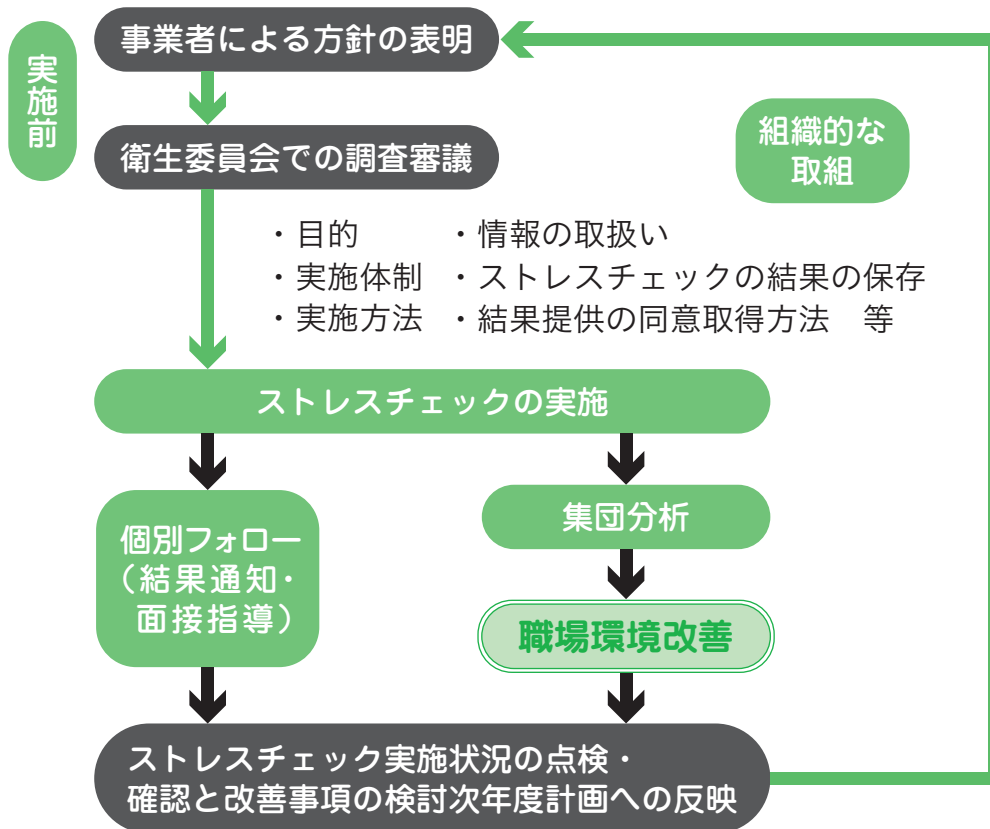 実施前
事業者による方針の表明
衛生委員会での調査審議
組織的な
取組
・目的　・情報の取扱い
・実施体制　・ストレスチェックの結果の保存
・実施方法　・結果提供の同意取得方法　等
ストレスチェックの実施
個別フォロー
（結果通知・
面接指導）
集団分析
職場環境改善
ストレスチェック実施状況の点検・
確認と改善事項の検討次年度計画への反映